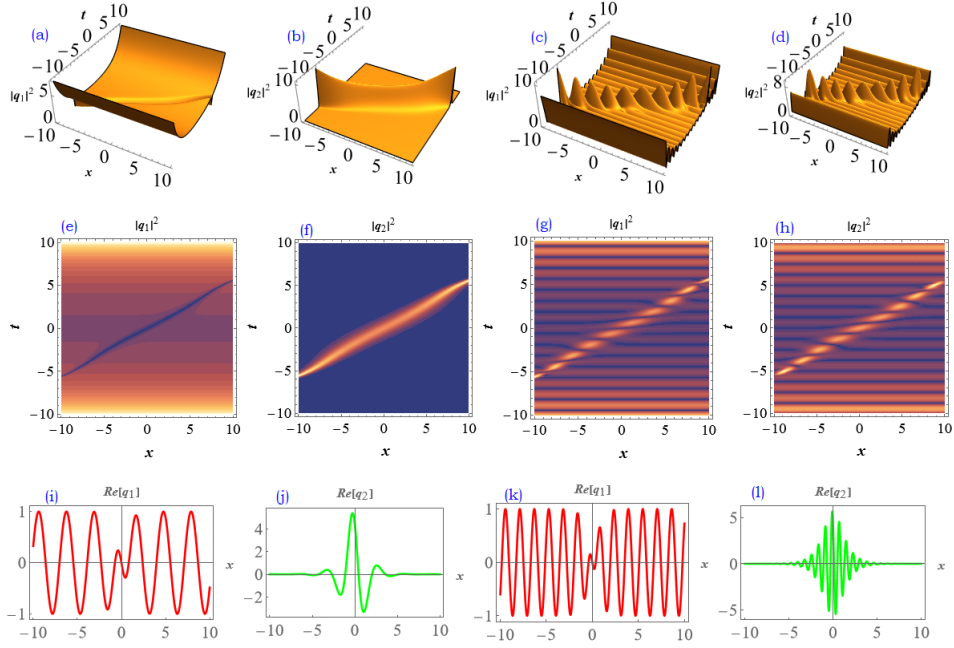 (a) t -10 -5 0 5 10 |q₁|² 10 5 0 -10 -5 0 5 10 x
(b) t -10 -5 0 5 10 |q₂|² 10 0 -10 -5 0 5 10 x
(c) t -10 -5 0 5 10 |q₁|² 10 0 -10 -5 0 5 10 x
(d) t -10 -5 0 5 10 |q₂|² 8 0 -10 -5 0 5 10 x
(e) |q₁|² t 10 5 0 -5 -10 -10 -5 0 5 10 x
(f) |q₂|² t 10 5 0 -5 -10 -10 -5 0 5 10 x
(g) |q₁|² t 10 5 0 -5 -10 -10 -5 0 5 10 x
(h) |q₂|² t 10 5 0 -5 -10 -10 -5 0 5 10 x
(i) Re[q₁] 1 0 -1 -10 -5 0 5 10 x
(j) Re[q₂] 4 2 0 -2 -10 -5 0 5 10 x
(k) Re[q₁] 1 0 -1 -10 -5 0 5 10 x
(l) Re[q₂] 5 0 -5 -10 -5 0 5 10 x